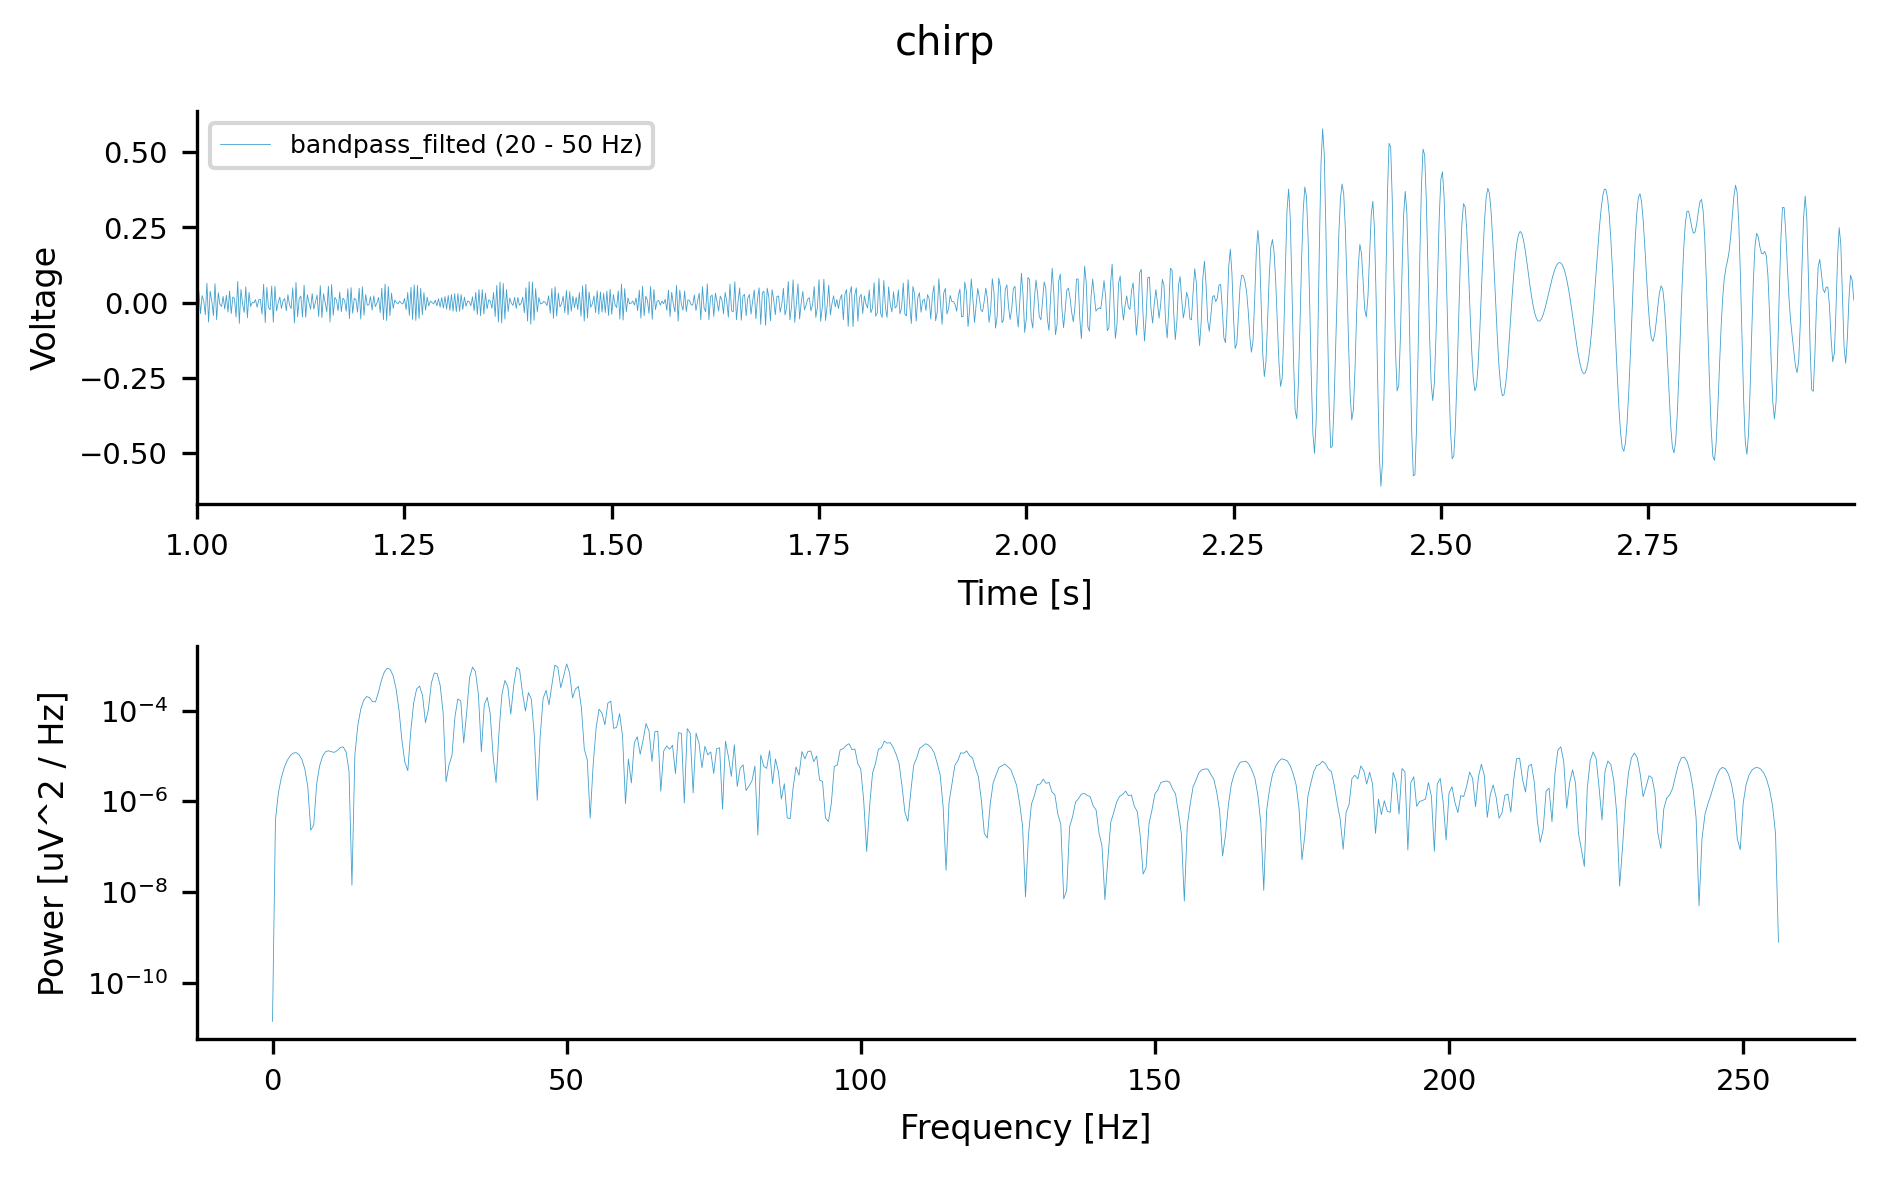 chirp
bandpass_filted (20 - 50 Hz)
Voltage
0.50
0.25
0.00
−0.25
−0.50
1.00 1.25 1.50 1.75 2.00 2.25 2.50 2.75
Time [s]
Power [uV^2 / Hz]
10⁻⁴
10⁻⁶
10⁻⁸
10⁻¹⁰
0 50 100 150 200 250
Frequency [Hz]